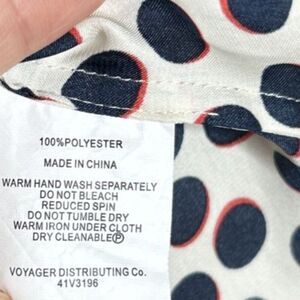 100%POLYESTER
MADE IN CHINA
WARM HAND WASH SEPARATELY
DO NOT BLEACH
REDUCED SPIN
DO NOT TUMBLE DRY
WARM IRON UNDER CLOTH
DRY CLEANABLEⓅ
VOYAGER DISTRIBUTING Co.
41V3196